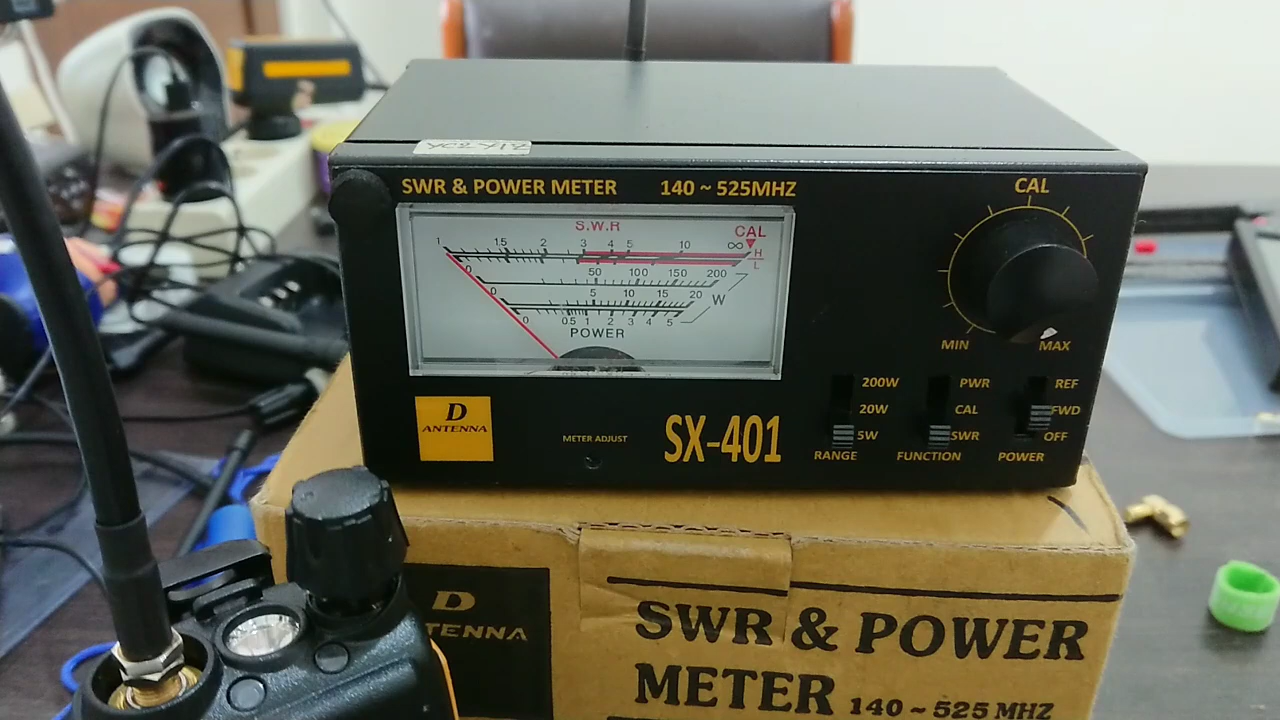 SWR & POWER METER 140 ~ 525MHZ
CAL
S.W.R
CAL
1 1.5 2 3 4 5 10 ∞
H
L
0 50 100 150 200
0 5 10 15 20
W
0 0.5 1 2 3 4 5
POWER
MIN MAX
200W PWR REF
20W CAL FWD
5W SWR OFF
RANGE FUNCTION POWER
D
ANTENNA
METER ADJUST
SX-401
D
TENNA
SWR & POWER
METER 140 ~ 525 MHZ